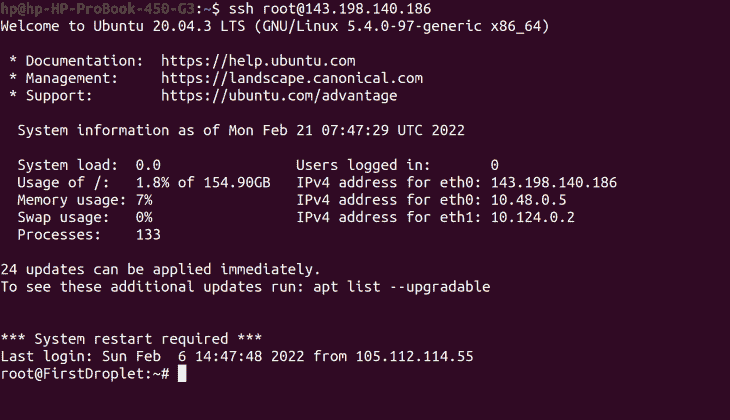 hp@hp-HP-ProBook-450-G3:~$ ssh root@143.198.140.186
Welcome to Ubuntu 20.04.3 LTS (GNU/Linux 5.4.0-97-generic x86_64)
 * Documentation:  https://help.ubuntu.com
 * Management:     https://landscape.canonical.com
 * Support:        https://ubuntu.com/advantage
  System information as of Mon Feb 21 07:47:29 UTC 2022
  System load:  0.0                Users logged in:       0
  Usage of /:   1.8% of 154.90GB   IPv4 address for eth0: 143.198.140.186
  Memory usage: 7%                 IPv4 address for eth0: 10.48.0.5
  Swap usage:   0%                 IPv4 address for eth1: 10.124.0.2
  Processes:    133
24 updates can be applied immediately.
To see these additional updates run: apt list --upgradable
*** System restart required ***
Last login: Sun Feb  6 14:47:48 2022 from 105.112.114.55
root@FirstDroplet:~#